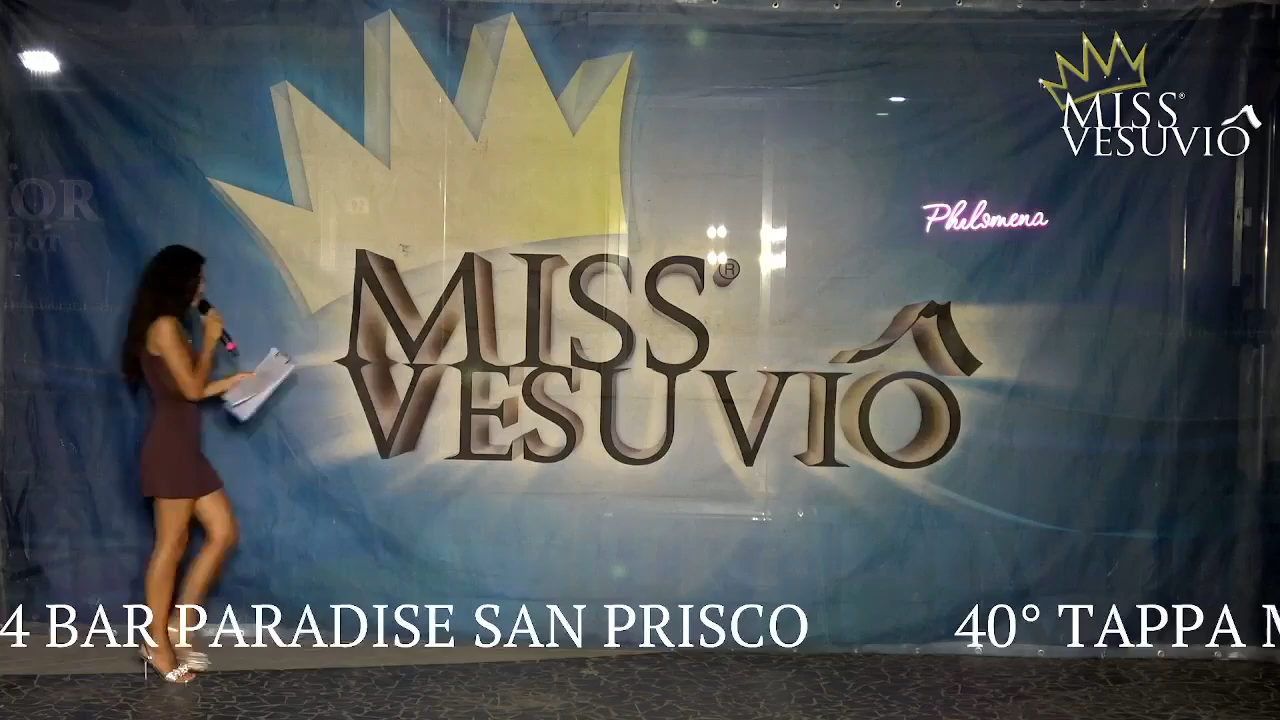 MISS®
VESUVIO
Philomena
MISS®
VESUVIO
4 BAR PARADISE SAN PRISCO 40° TAPPA